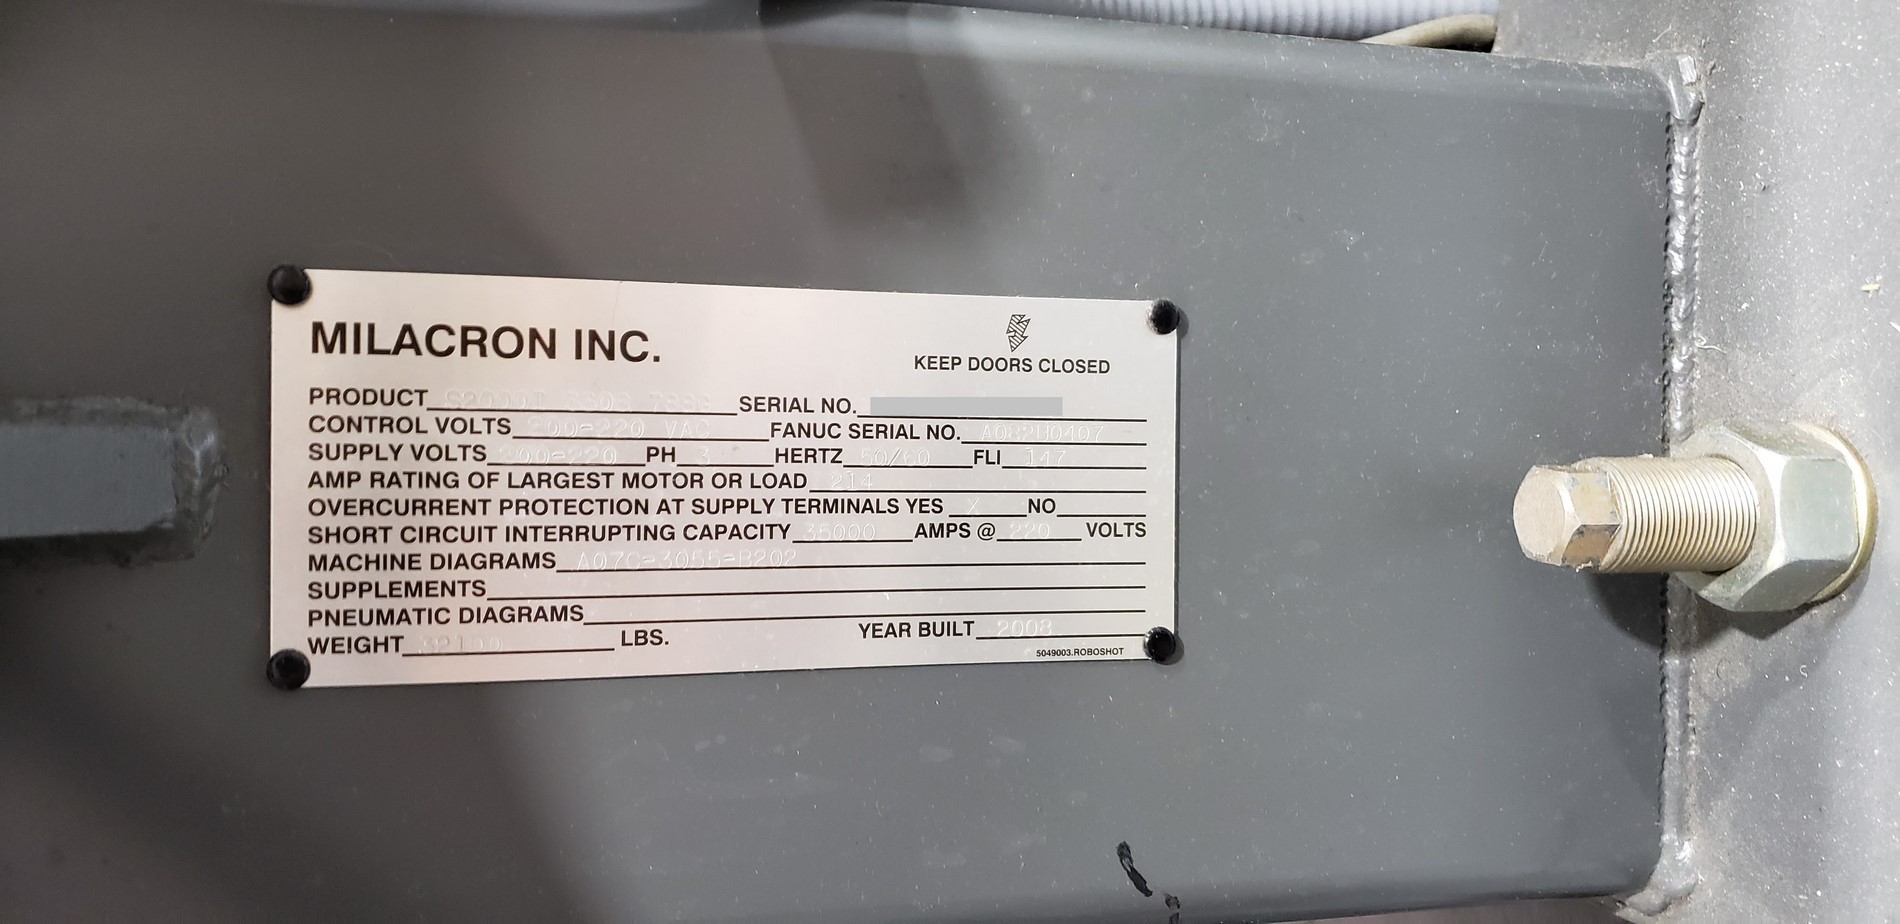 MILACRON INC.
KEEP DOORS CLOSED
PRODUCT SERIAL NO.
CONTROL VOLTS 200-220 VAC FANUC SERIAL NO. A082H0407
SUPPLY VOLTS 200-220 PH 3 HERTZ 50/60 FLI 147
AMP RATING OF LARGEST MOTOR OR LOAD 214
OVERCURRENT PROTECTION AT SUPPLY TERMINALS YES X NO
SHORT CIRCUIT INTERRUPTING CAPACITY 35000 AMPS @ 220 VOLTS
MACHINE DIAGRAMS A07C-3055-B202
SUPPLEMENTS
PNEUMATIC DIAGRAMS
WEIGHT 32100 LBS. YEAR BUILT 2008
5049003.ROBOSHOT